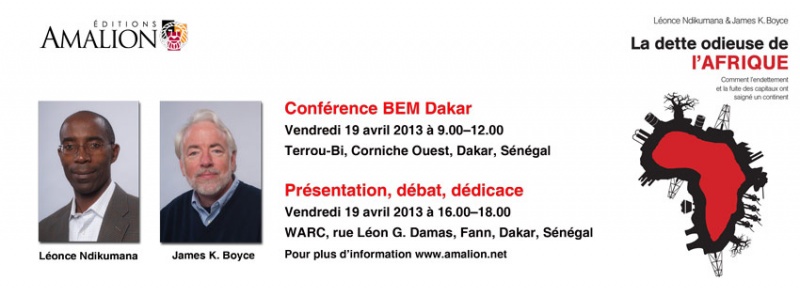 ÉDITIONS
AMALION
Léonce Ndikumana
James K. Boyce
Conférence BEM Dakar
Vendredi 19 avril 2013 à 9.00–12.00
Terrou-Bi, Corniche Ouest, Dakar, Sénégal
Présentation, débat, dédicace
Vendredi 19 avril 2013 à 16.00–18.00
WARC, rue Léon G. Damas, Fann, Dakar, Sénégal
Pour plus d'information www.amalion.net
Léonce Ndikumana & James K. Boyce
La dette odieuse de
l'AFRIQUE
Comment l'endettement
et la fuite des capitaux ont
saigné un continent